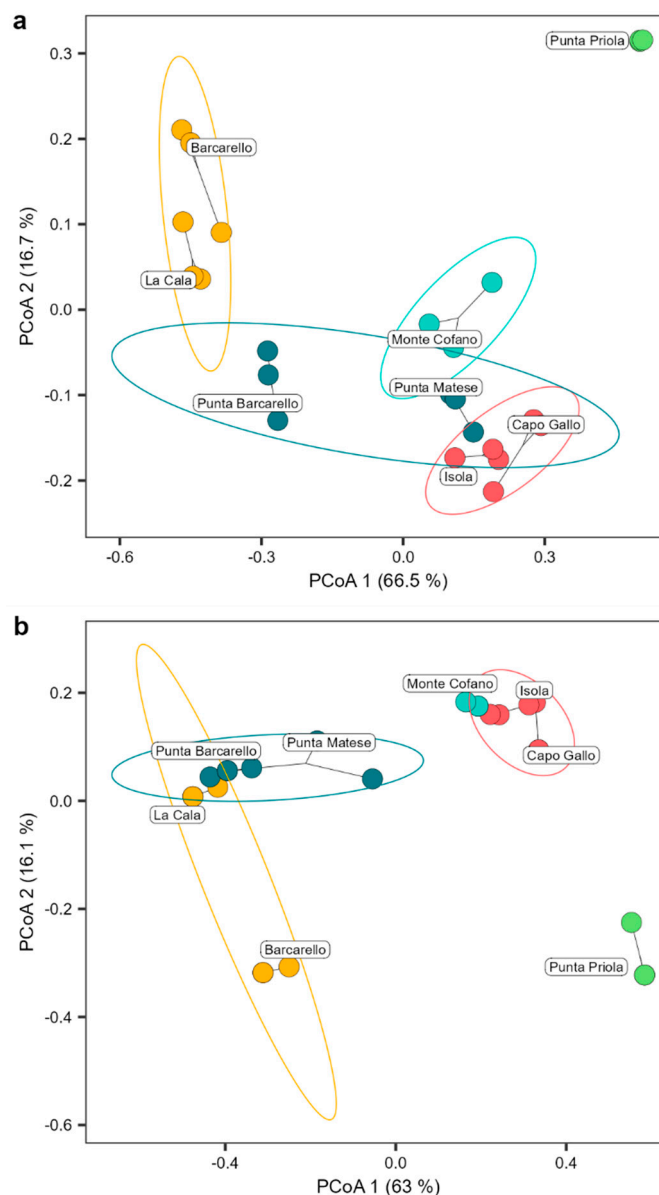 a
Punta Priola
0.3
Barcarello
0.2
0.1
La Cala
0.0
Monte Cofano
Punta Matese
-0.1
Punta Barcarello
Capo Gallo
Isola
-0.2
PCoA 2 (16.7 %)
-0.6
-0.3
0.0
0.3
PCoA 1 (66.5 %)
b
Monte Cofano
Isola
0.2
Punta Matese
Punta Barcarello
Capo Gallo
0.0
La Cala
-0.2
Barcarello
Punta Priola
-0.4
-0.6
PCoA 2 (16.1 %)
-0.4
0.0
0.4
PCoA 1 (63 %)